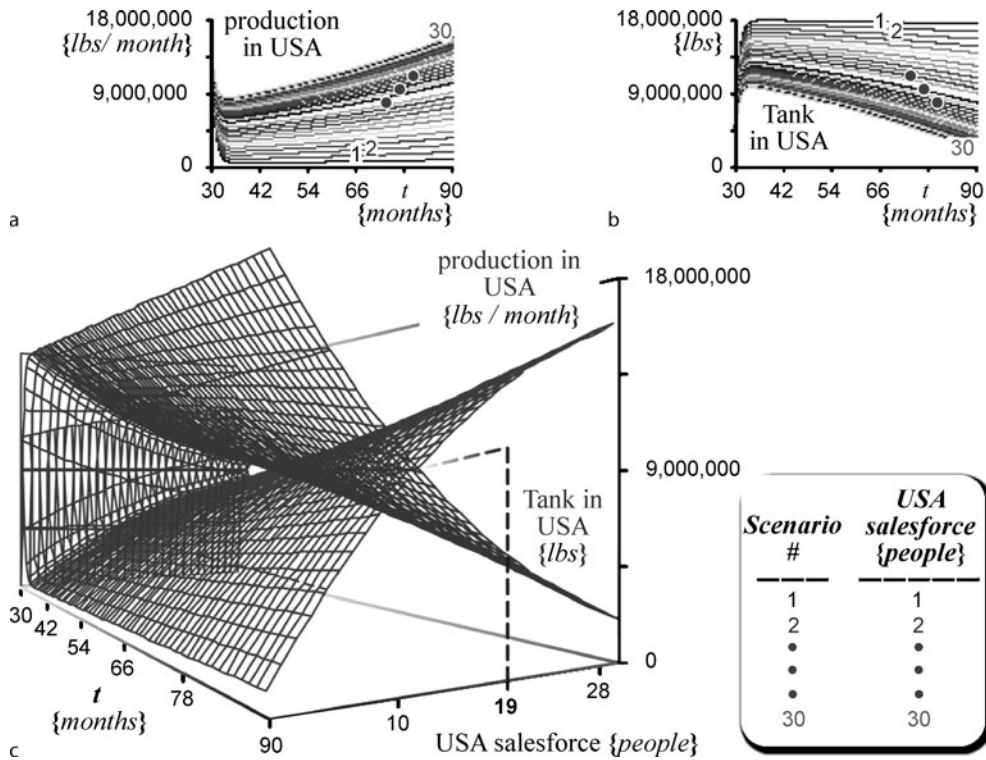 18,000,000
{lbs/ month}
production
in USA
30
9,000,000
1
2
0
30 42 54 66 t 90
{months}
a
18,000,000
{lbs}
1
2
9,000,000
Tank
in USA
30
0
30 42 54 66 t 90
{months}
b
production in
USA
{lbs / month}
18,000,000
9,000,000
Tank in
USA
{lbs}
0
30
42
54
66
78
90
t
{months}
10
19
28
USA salesforce {people}
c
Scenario
#
USA
salesforce
{people}
1 1
2 2
30 30